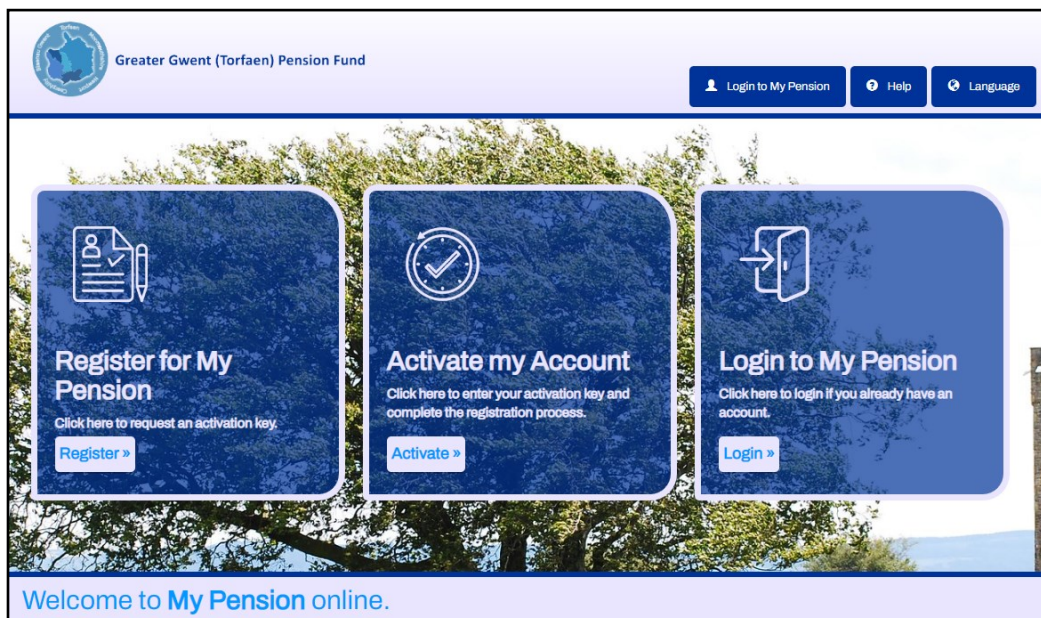 Greater Gwent (Torfaen) Pension Fund
Login to My Pension
Help
Language
Register for My
Pension
Click here to request an activation key.
Register »
Activate my Account
Click here to enter your activation key and
complete the registration process.
Activate »
Login to My Pension
Click here to login if you already have an
account.
Login »
Welcome to My Pension online.